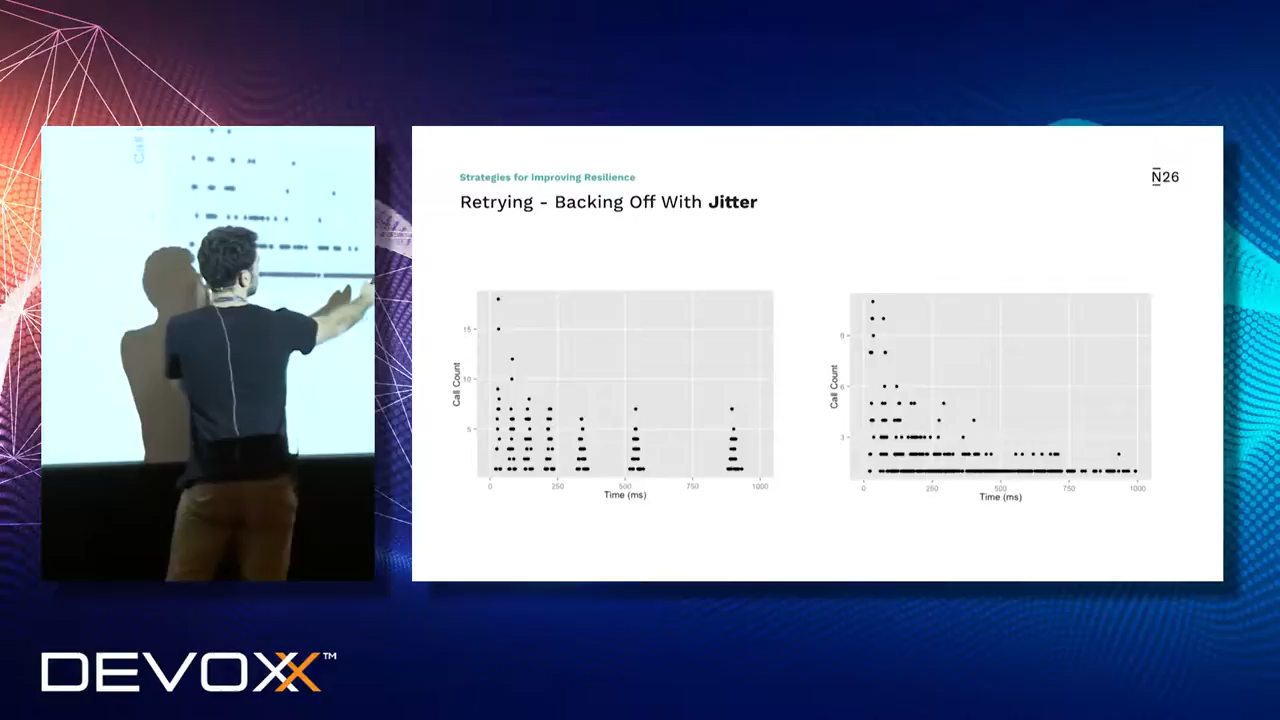 Call
Strategies for Improving Resilience
N26
Retrying - Backing Off With Jitter
15
10
5
Call Count
0
250
500
750
1000
Time (ms)
9
6
3
Call Count
0
250
500
750
1000
Time (ms)
DEVOXX™